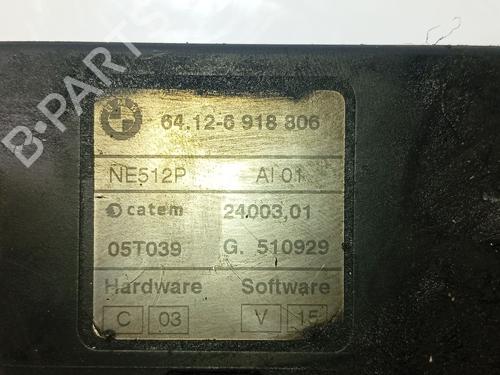 BMW
64.12-6 918 806
NE512P AI 01
catem 24.003,01
05T039 G. 510929
Hardware Software
C 03 V 15
B-PARTS